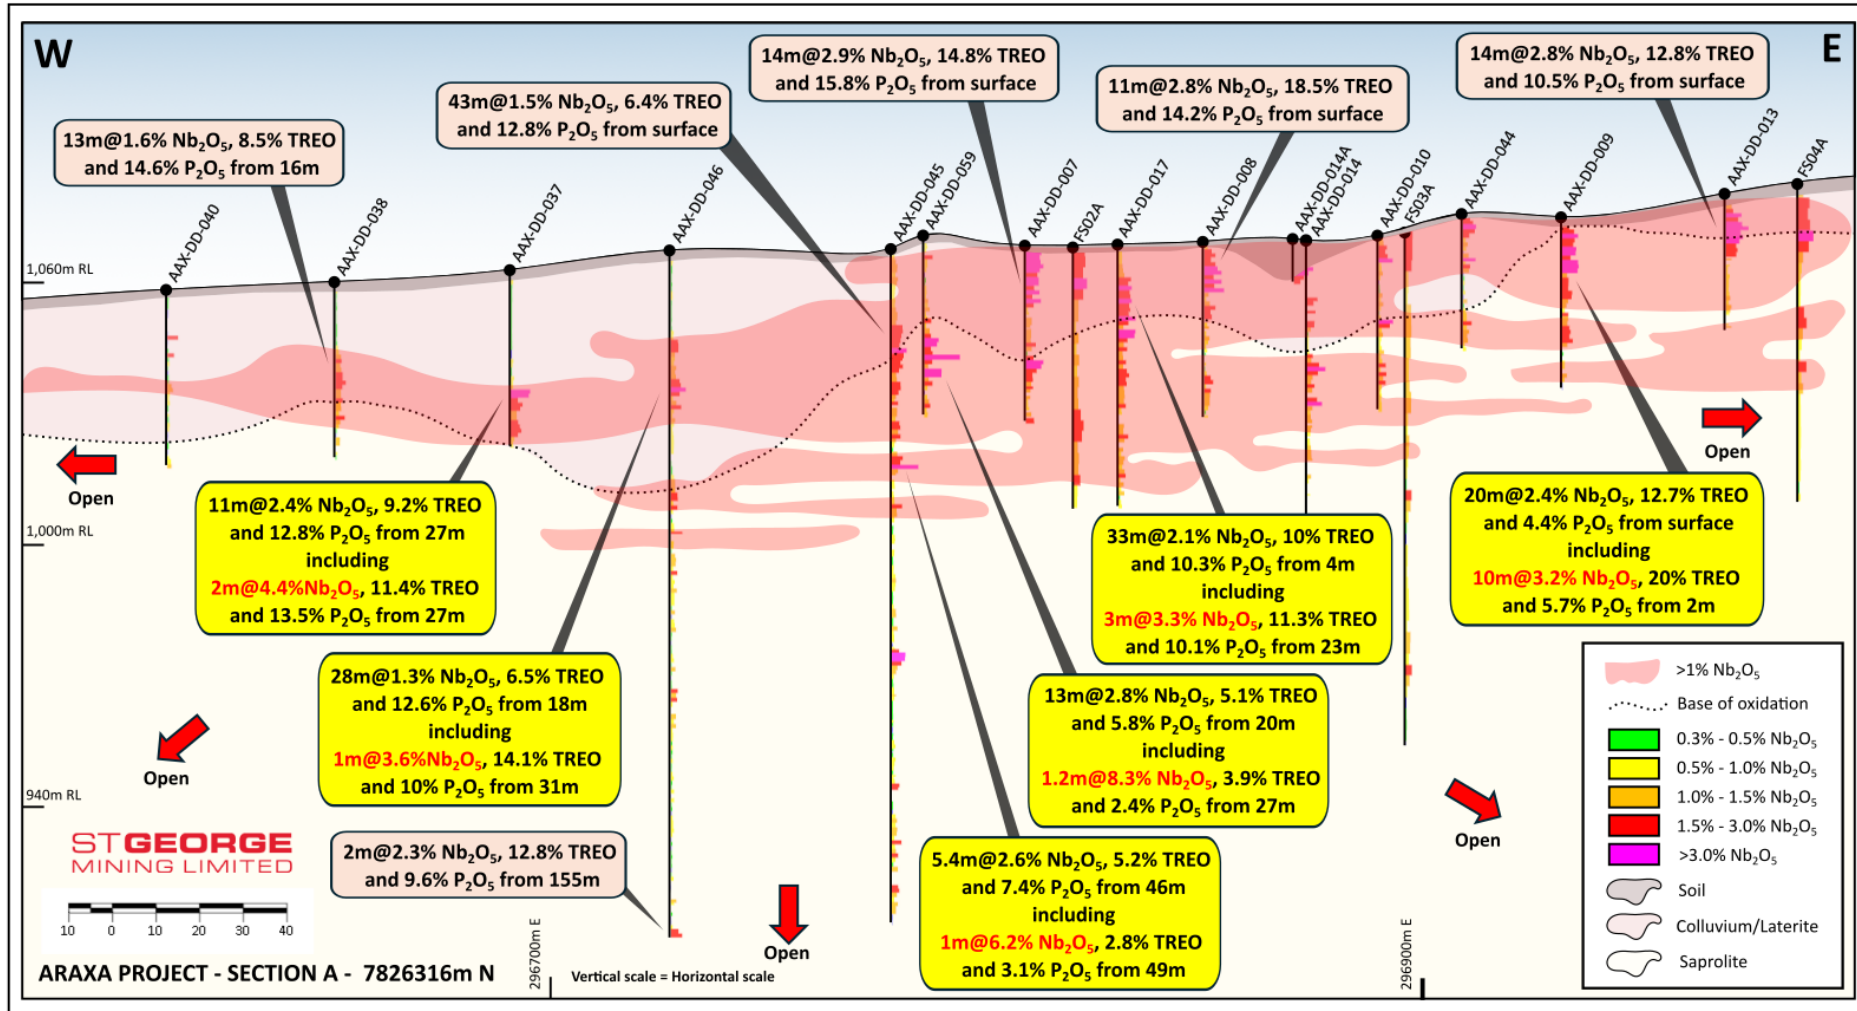 W
E
14m@2.9% Nb₂O₅, 14.8% TREO
and 15.8% P₂O₅ from surface
14m@2.8% Nb₂O₅, 12.8% TREO
and 10.5% P₂O₅ from surface
43m@1.5% Nb₂O₅, 6.4% TREO
and 12.8% P₂O₅ from surface
11m@2.8% Nb₂O₅, 18.5% TREO
and 14.2% P₂O₅ from surface
13m@1.6% Nb₂O₅, 8.5% TREO
and 14.6% P₂O₅ from 16m
AAX-DD-040
AAX-DD-038
AAX-DD-037
AAX-DD-046
AAX-DD-045
AAX-DD-059
AAX-DD-007
FS02A
AAX-DD-017
AAX-DD-008
AAX-DD-014A
AAX-DD-014
AAX-DD-010
FS03A
AAX-DD-044
AAX-DD-009
AAX-DD-013
FS04A
1,060m RL
1,000m RL
940m RL
Open
Open
Open
Open
Open
11m@2.4% Nb₂O₅, 9.2% TREO
and 12.8% P₂O₅ from 27m
including
2m@4.4%Nb₂O₅, 11.4% TREO
and 13.5% P₂O₅ from 27m
28m@1.3% Nb₂O₅, 6.5% TREO
and 12.6% P₂O₅ from 18m
including
1m@3.6%Nb₂O₅, 14.1% TREO
and 10% P₂O₅ from 31m
2m@2.3% Nb₂O₅, 12.8% TREO
and 9.6% P₂O₅ from 155m
33m@2.1% Nb₂O₅, 10% TREO
and 10.3% P₂O₅ from 4m
including
3m@3.3% Nb₂O₅, 11.3% TREO
and 10.1% P₂O₅ from 23m
20m@2.4% Nb₂O₅, 12.7% TREO
and 4.4% P₂O₅ from surface
including
10m@3.2% Nb₂O₅, 20% TREO
and 5.7% P₂O₅ from 2m
13m@2.8% Nb₂O₅, 5.1% TREO
and 5.8% P₂O₅ from 20m
including
1.2m@8.3% Nb₂O₅, 3.9% TREO
and 2.4% P₂O₅ from 27m
5.4m@2.6% Nb₂O₅, 5.2% TREO
and 7.4% P₂O₅ from 46m
including
1m@6.2% Nb₂O₅, 2.8% TREO
and 3.1% P₂O₅ from 49m
>1% Nb₂O₅
Base of oxidation
0.3% - 0.5% Nb₂O₅
0.5% - 1.0% Nb₂O₅
1.0% - 1.5% Nb₂O₅
1.5% - 3.0% Nb₂O₅
>3.0% Nb₂O₅
Soil
Colluvium/Laterite
Saprolite
STGEORGE
MINING LIMITED
10 0 10 20 30 40
ARAXA PROJECT - SECTION A - 7826316m N
296700m E
Vertical scale = Horizontal scale
296900m E